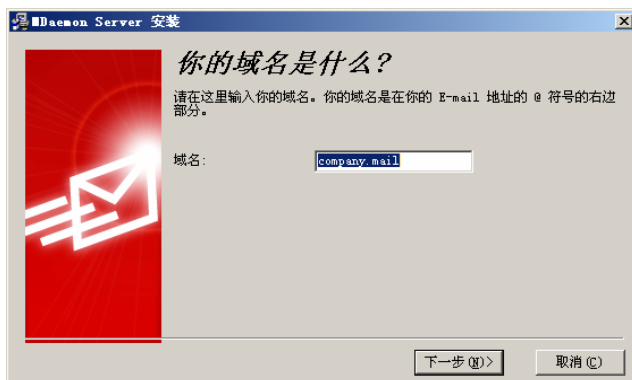 MDaemon Server 安装
你的域名是什么?
请在这里输入你的域名。你的域名是在你的 E-mail 地址的 @ 符号的右边
部分。
域名:
company.mail
下一步(N)>
取消(C)